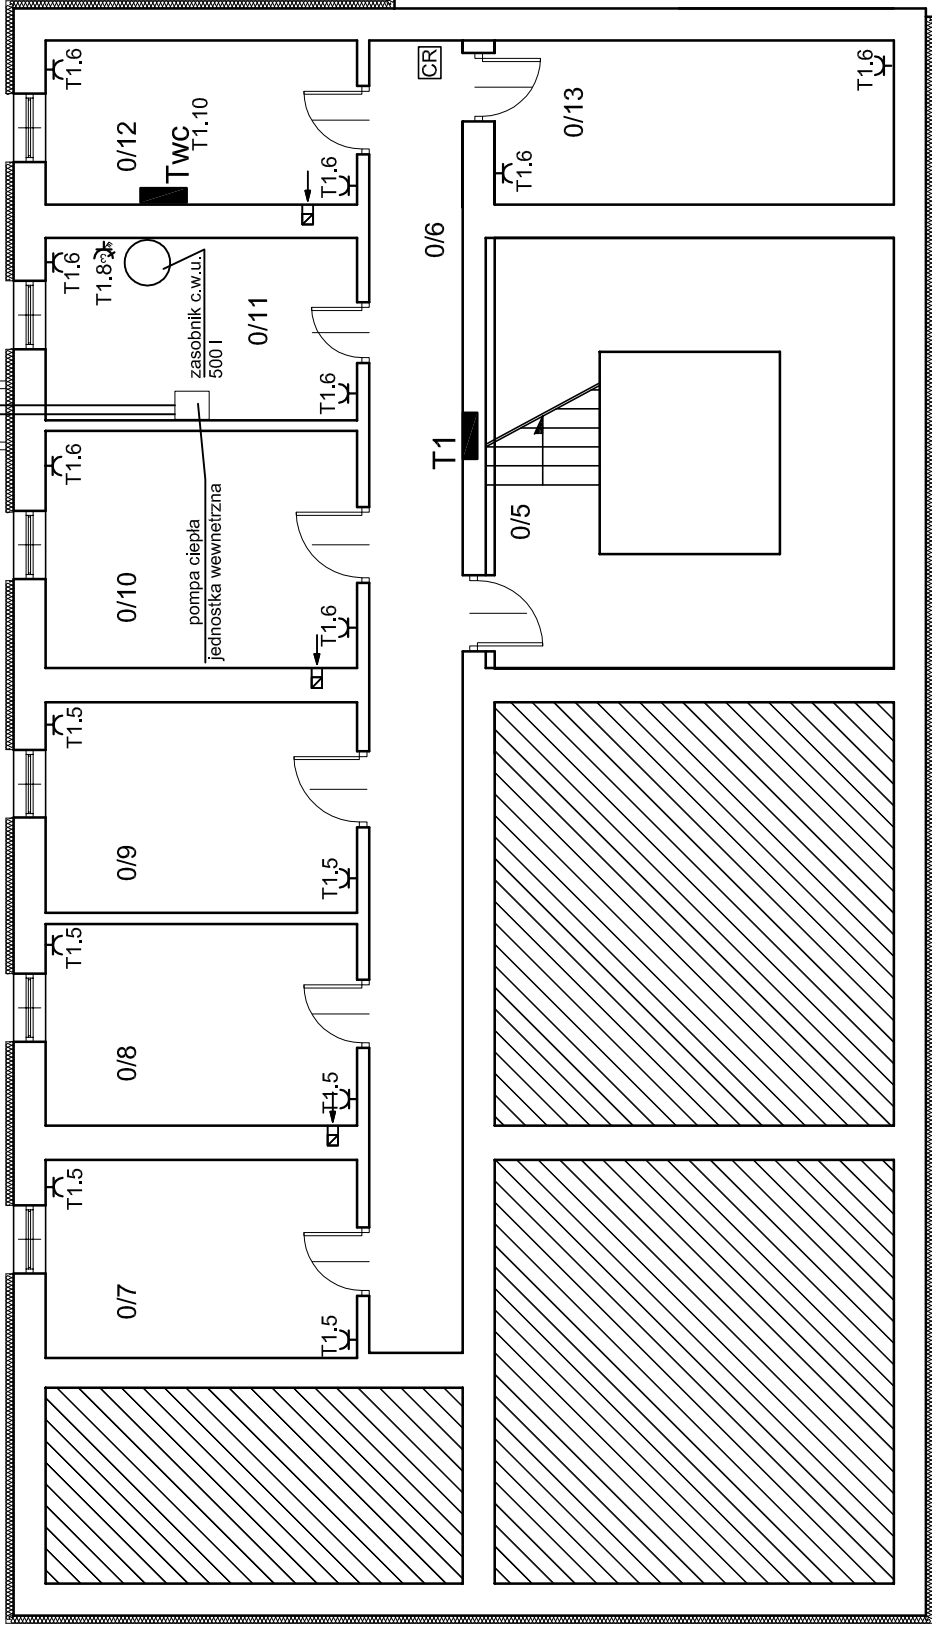 T1.6
0/12
Twc
T1.10
T1.6
CR
T1.6
0/13
T1.6
T1.6
T1.8
zasobnik c.w.u.
500 l
0/11
T1.6
0/6
T1.6
0/10
pompa ciepła
jednostka wewnetrzna
T1.6
T1
0/5
T1.5
0/9
T1.5
T1.5
0/8
T1.5
T1.5
0/7
T1.5